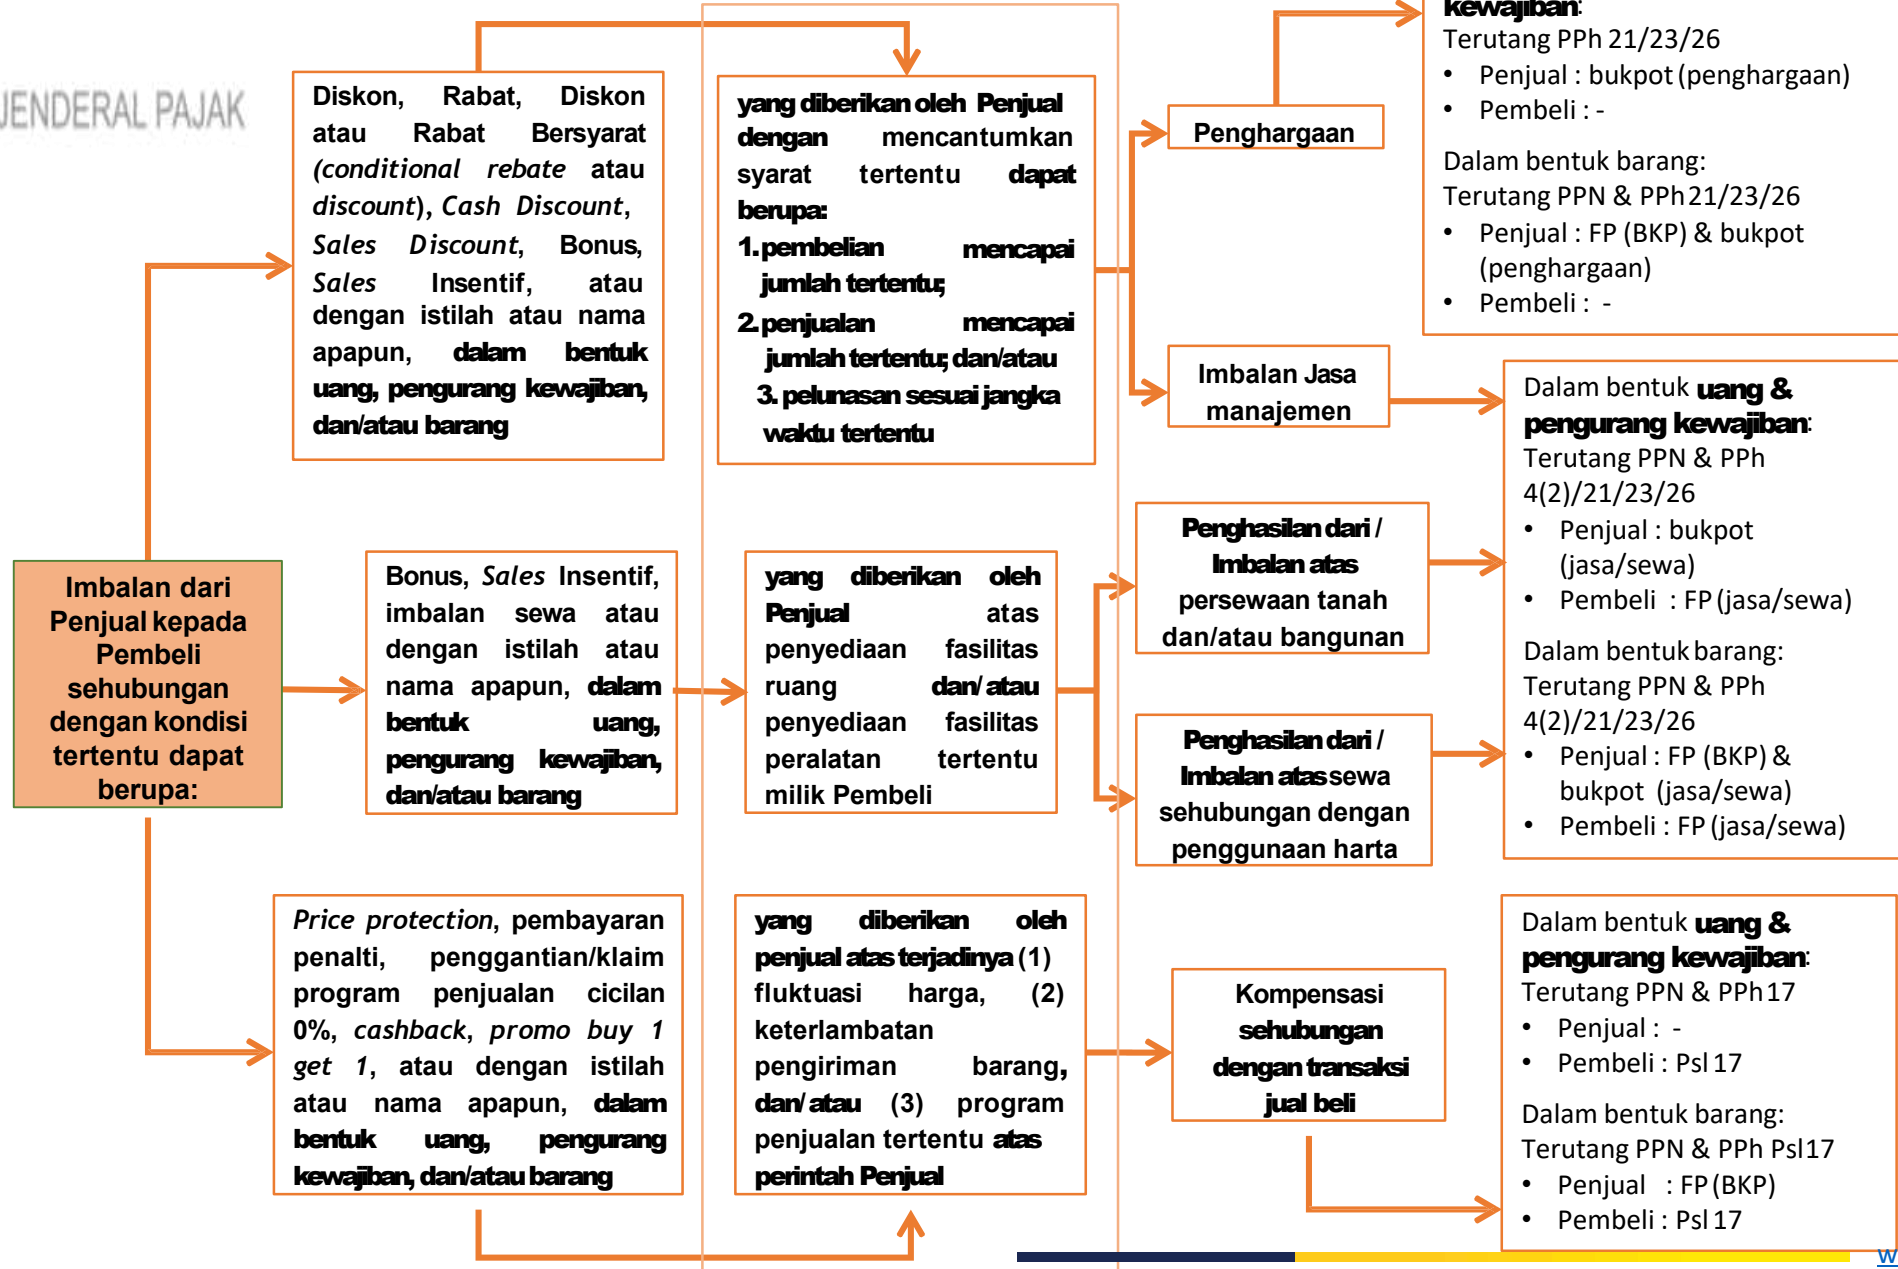 JENDERAL PAJAK
Imbalan dari
Penjual kepada
Pembeli
sehubungan
dengan kondisi
tertentu dapat
berupa:
Diskon, Rabat, Diskon
atau Rabat Bersyarat
(conditional rebate atau
discount), Cash Discount,
Sales Discount, Bonus,
Sales Insentif, atau
dengan istilah atau nama
apapun, dalam bentuk
uang, pengurang kewajiban,
dan/atau barang
yang diberikan oleh Penjual
dengan mencantumkan
syarat tertentu dapat
berupa:
1. pembelian mencapai
jumlah tertentu;
2. penjualan mencapai
jumlah tertentu; dan/atau
3. pelunasan sesuai jangka
waktu tertentu
Penghargaan
kewajiban:
Terutang PPh 21/23/26
• Penjual : bukpot (penghargaan)
• Pembeli : -
Dalam bentuk barang:
Terutang PPN & PPh 21/23/26
• Penjual : FP (BKP) & bukpot
(penghargaan)
• Pembeli : -
Imbalan Jasa
manajemen
Bonus, Sales Insentif,
imbalan sewa atau
dengan istilah atau
nama apapun, dalam
bentuk uang,
pengurang kewajiban,
dan/atau barang
yang diberikan oleh
Penjual atas
penyediaan fasilitas
ruang dan/ atau
penyediaan fasilitas
peralatan tertentu
milik Pembeli
Penghasilan dari /
Imbalan atas
persewaan tanah
dan/atau bangunan
Penghasilan dari /
Imbalan atas sewa
sehubungan dengan
penggunaan harta
Dalam bentuk uang &
pengurang kewajiban:
Terutang PPN & PPh
4(2)/21/23/26
• Penjual : bukpot
(jasa/sewa)
• Pembeli : FP (jasa/sewa)
Dalam bentuk barang:
Terutang PPN & PPh
4(2)/21/23/26
• Penjual : FP (BKP) &
bukpot (jasa/sewa)
• Pembeli : FP (jasa/sewa)
Price protection, pembayaran
penalti, penggantian/klaim
program penjualan cicilan
0%, cashback, promo buy 1
get 1, atau dengan istilah
atau nama apapun, dalam
bentuk uang, pengurang
kewajiban, dan/atau barang
yang diberikan oleh
penjual atas terjadinya (1)
fluktuasi harga, (2)
keterlambatan
pengiriman barang,
dan/ atau (3) program
penjualan tertentu atas
perintah Penjual
Kompensasi
sehubungan
dengan transaksi
jual beli
Dalam bentuk uang &
pengurang kewajiban:
Terutang PPN & PPh 17
• Penjual : -
• Pembeli : Psl 17
Dalam bentuk barang:
Terutang PPN & PPh Psl 17
• Penjual : FP (BKP)
• Pembeli : Psl 17
w